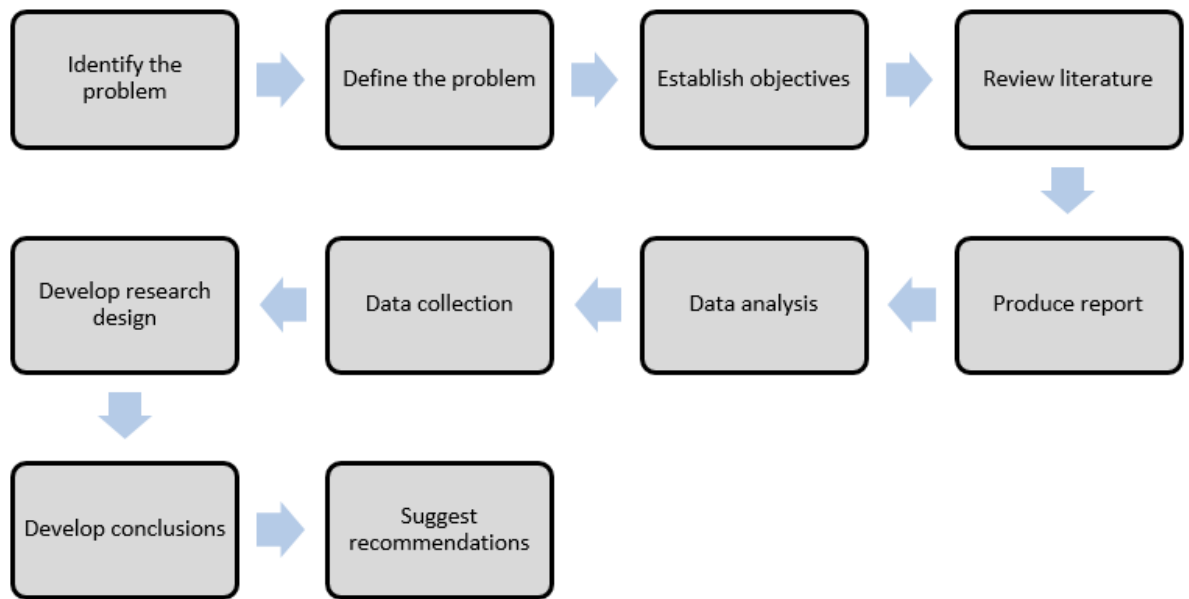 Identify the
problem
Define the problem
Establish objectives
Review literature
Produce report
Data analysis
Data collection
Develop research
design
Develop conclusions
Suggest
recommendations